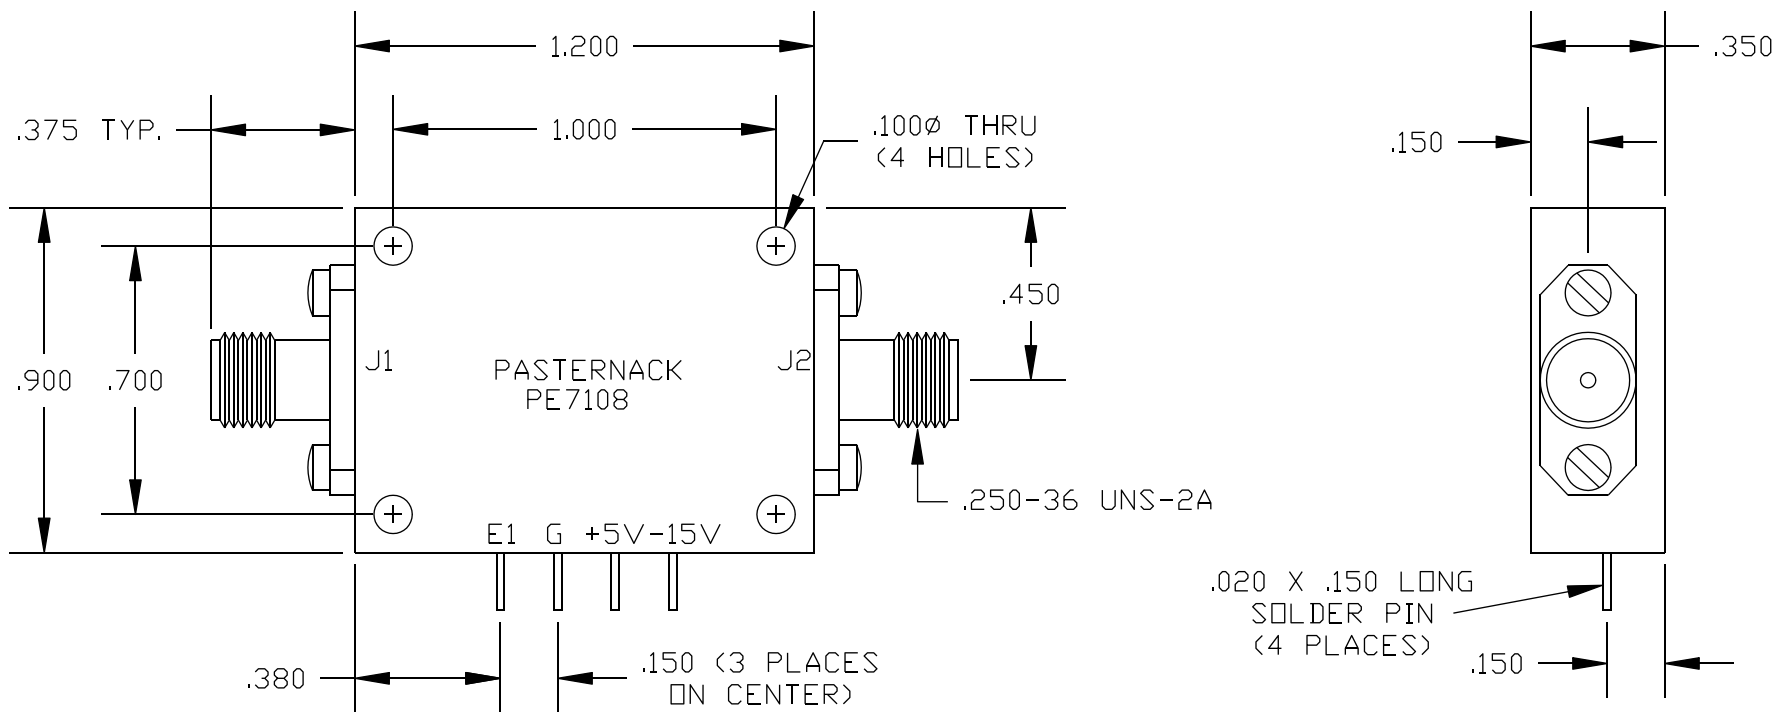 1.200
.350
.375 TYP.
1.000
.100Ø THRU
(4 HOLES)
.150
.450
.900
.700
J1
PASTERNACK
PE7108
J2
.250-36 UNS-2A
E1 G +5V -15V
.020 X .150 LONG
SOLDER PIN
(4 PLACES)
.380
.150 (3 PLACES
ON CENTER)
.150